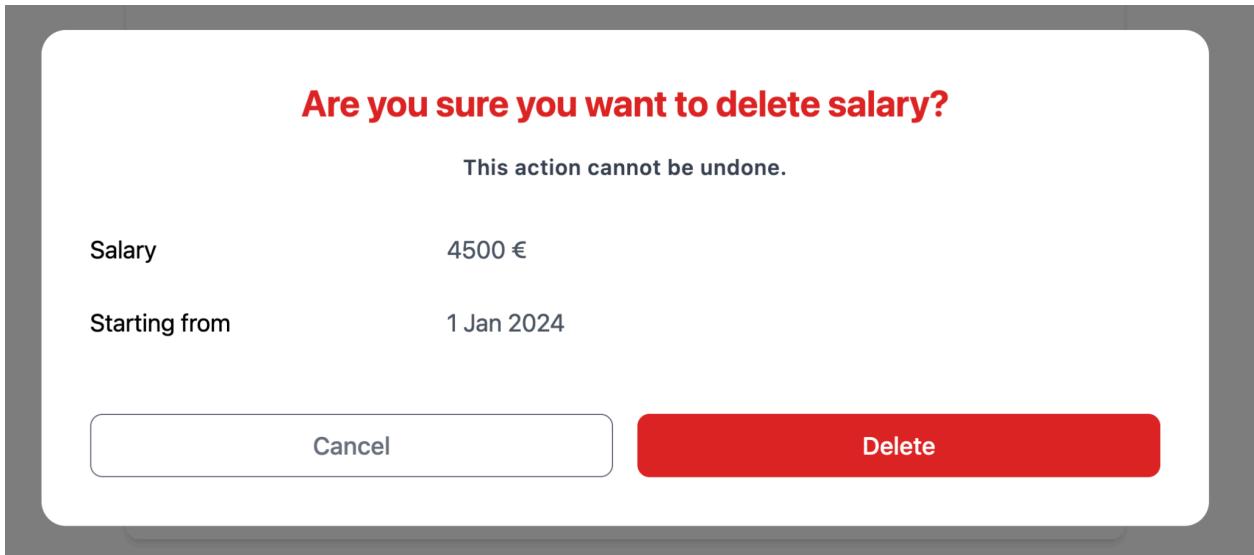 Are you sure you want to delete salary?
This action cannot be undone.
Salary 4500 €
Starting from 1 Jan 2024
Cancel Delete